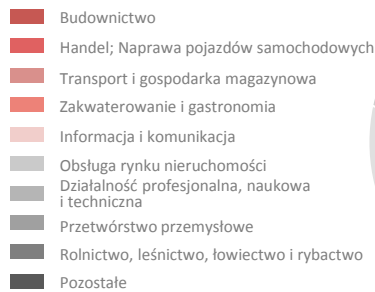 Budownictwo
Handel; Naprawa pojazdów samochodowych
Transport i gospodarka magazynowa
Zakwaterowanie i gastronomia
Informacja i komunikacja
Obsługa rynku nieruchomości
Działalność profesjonalna, naukowa
i techniczna
Przetwórstwo przemysłowe
Rolnictwo, leśnictwo, łowiectwo i rybactwo
Pozostałe